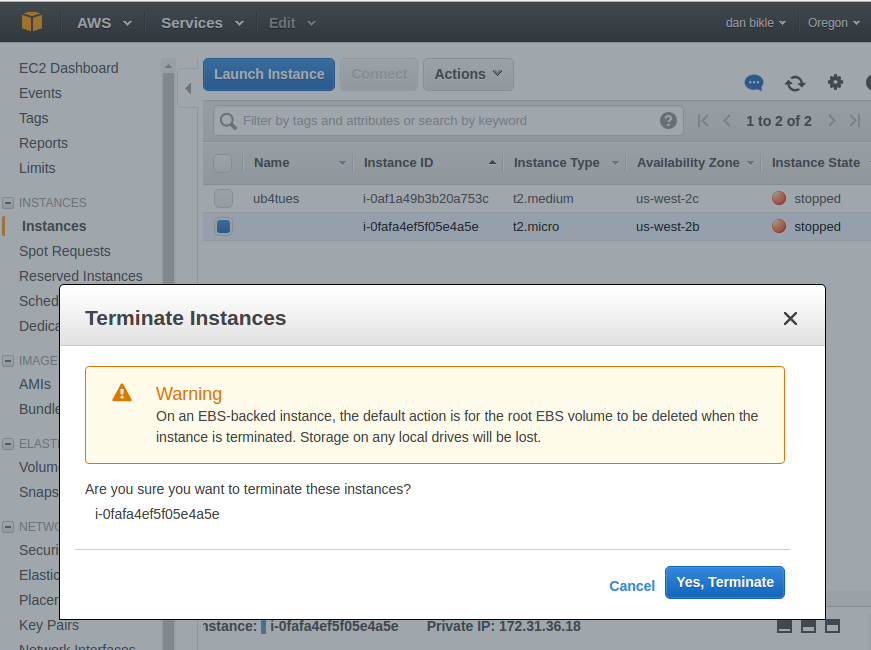 AWS Services Edit dan bikle Oregon
EC2 Dashboard
Events
Tags
Reports
Limits
INSTANCES
Instances
Spot Requests
Reserved Instances
Sched
Dedica
IMAGE
AMIs
Bundle
ELAST
Volum
Snaps
NETWO
Securi
Elastic
Placer
Key Pairs
Network Interfaces
Launch Instance Connect Actions
Filter by tags and attributes or search by keyword ? 1 to 2 of 2
Name Instance ID Instance Type Availability Zone Instance State
ub4tues i-0af1a49b3b20a753c t2.medium us-west-2c stopped
i-0fafa4ef5f05e4a5e t2.micro us-west-2b stopped
Terminate Instances
Warning
On an EBS-backed instance, the default action is for the root EBS volume to be deleted when the
instance is terminated. Storage on any local drives will be lost.
Are you sure you want to terminate these instances?
i-0fafa4ef5f05e4a5e
Cancel Yes, Terminate
nstance: i-0fafa4ef5f05e4a5e Private IP: 172.31.36.18